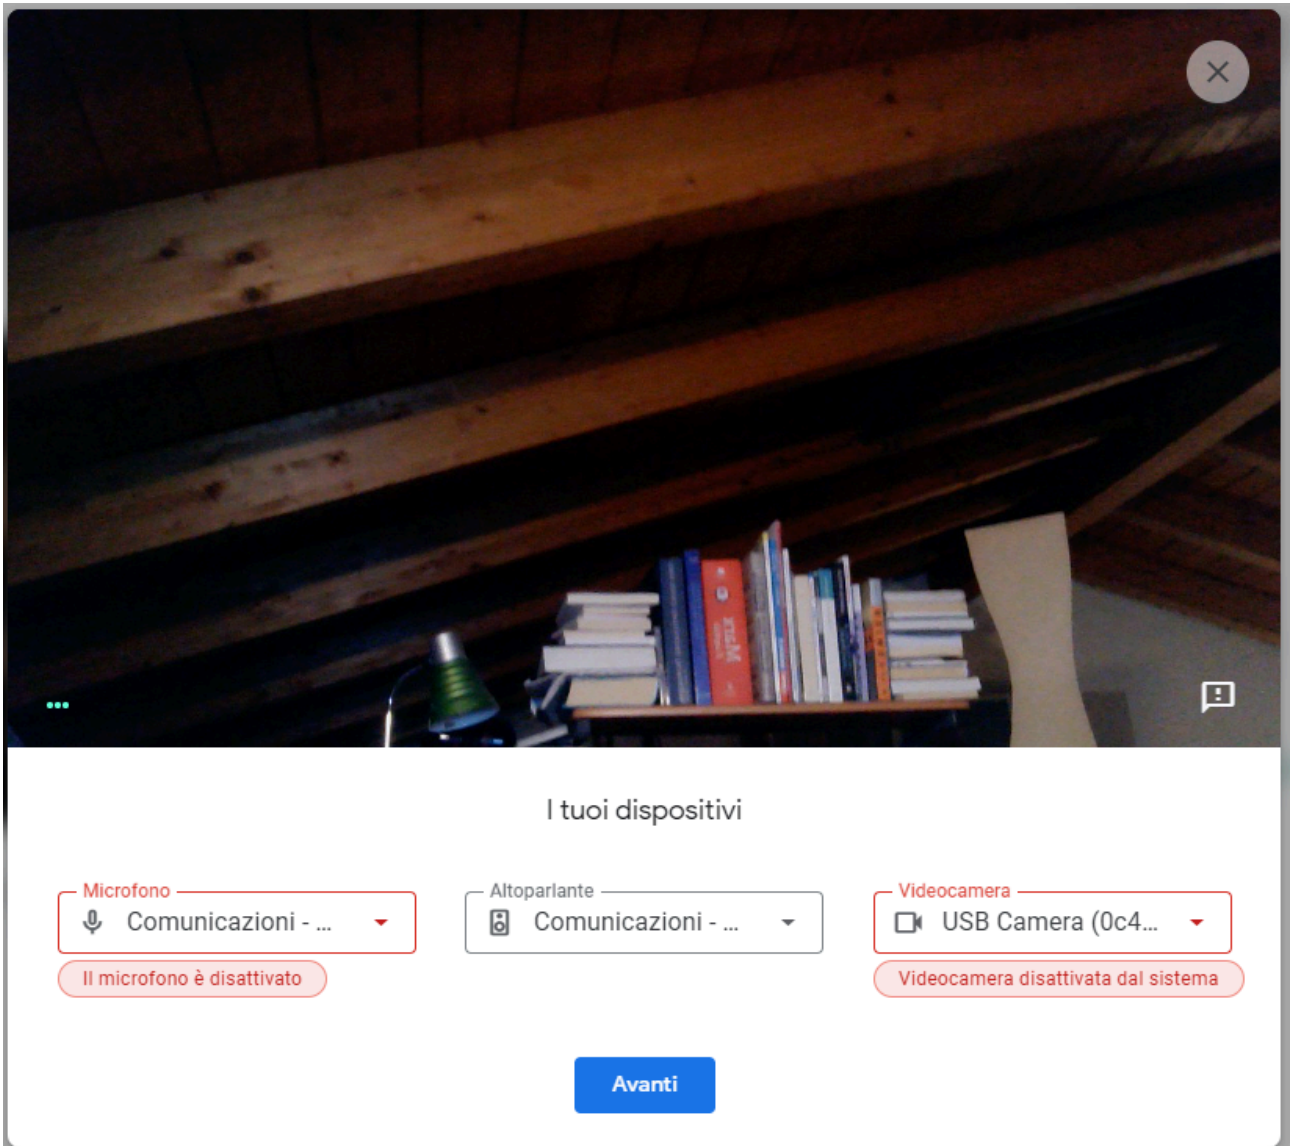 I tuoi dispositivi
Microfono
Comunicazioni - ...
Il microfono è disattivato
Altoparlante
Comunicazioni - ...
Videocamera
USB Camera (0c4...
Videocamera disattivata dal sistema
Avanti